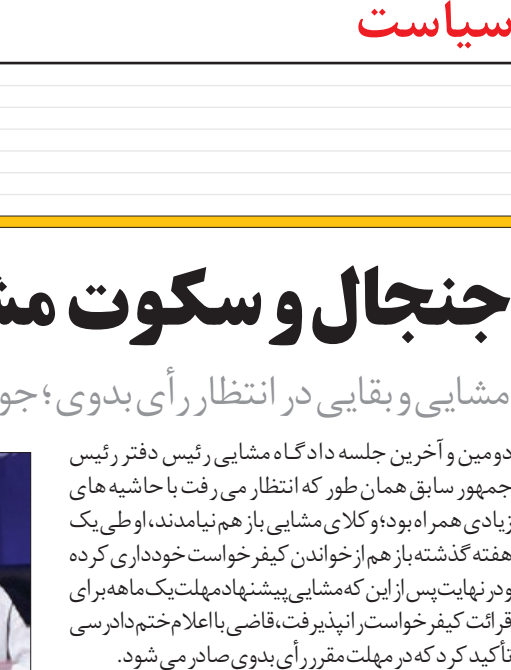 سیاست
جنجال و سکوت
مشایی و بقایی در انتظار رأی بدوی؛
دومین و آخرین جلسه دادگاه مشایی رئیس دفتر رئیس
جمهور سابق همان طور که انتظار می رفت با حاشیه های
زیادی همراه بود؛ وکلای مشایی باز هم نیامدند، او طی یک
هفته گذشته باز هم از خواندن کیفرخواست خودداری کرده
و در نهایت پس از این که مشایی پیشنهاد مهلت یک ماهه برای
قرائت کیفرخواست را نپذیرفت، قاضی با اعلام ختم دادرسی
تأکید کرد که در مهلت مقرر رأی بدوی صادر می شود.